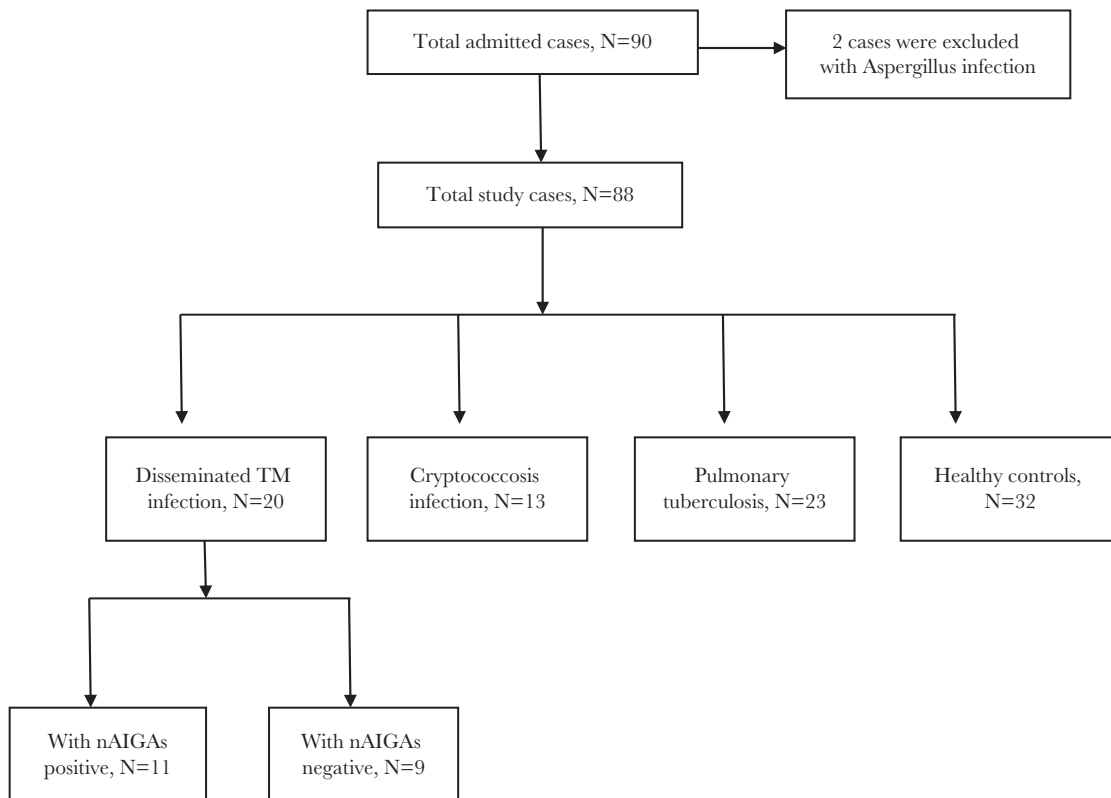 Total admitted cases, N=90
2 cases were excluded
with Aspergillus infection
Total study cases, N=88
Disseminated TM
infection, N=20
Cryptococcosis
infection, N=13
Pulmonary
tuberculosis, N=23
Healthy controls,
N=32
With nAIGAs
positive, N=11
With nAIGAs
negative, N=9